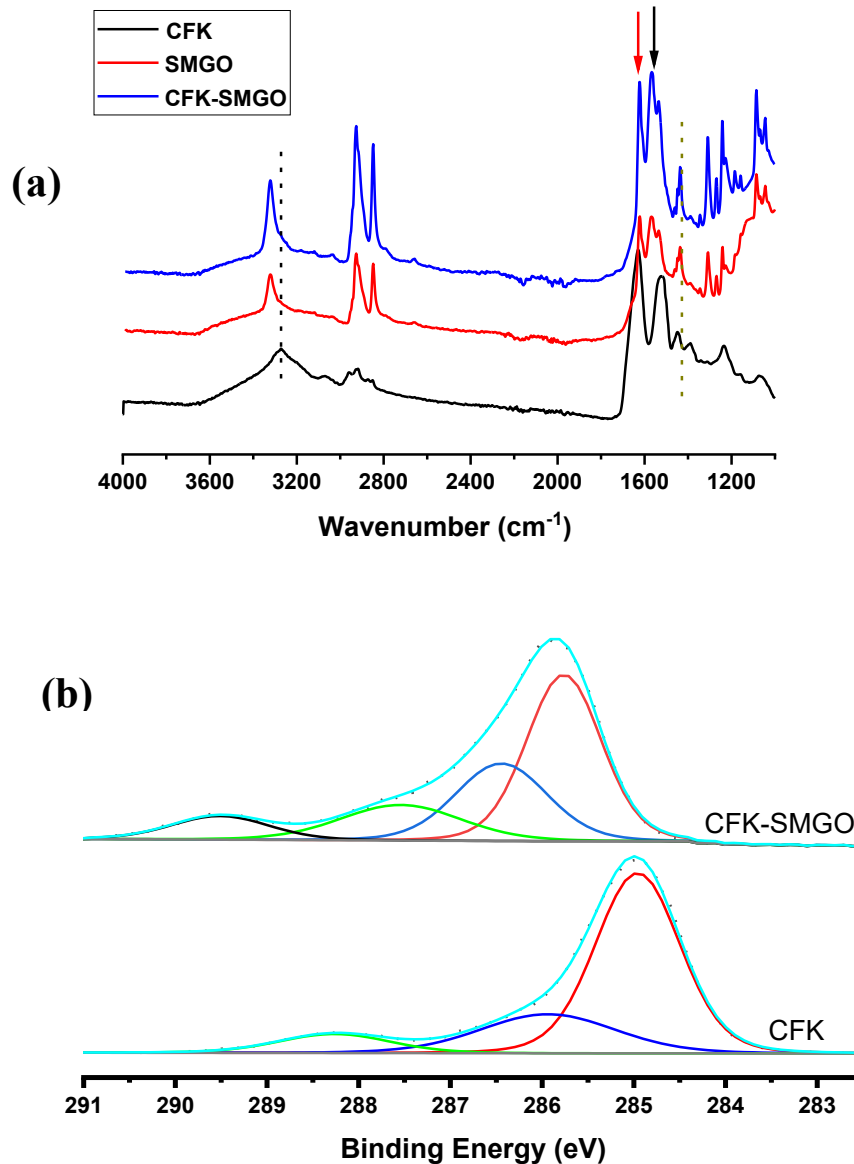 CFK
SMGO
CFK-SMGO
(a)
4000 3600 3200 2800 2400 2000 1600 1200
Wavenumber (cm⁻¹)
(b)
CFK-SMGO
CFK
291 290 289 288 287 286 285 284 283
Binding Energy (eV)